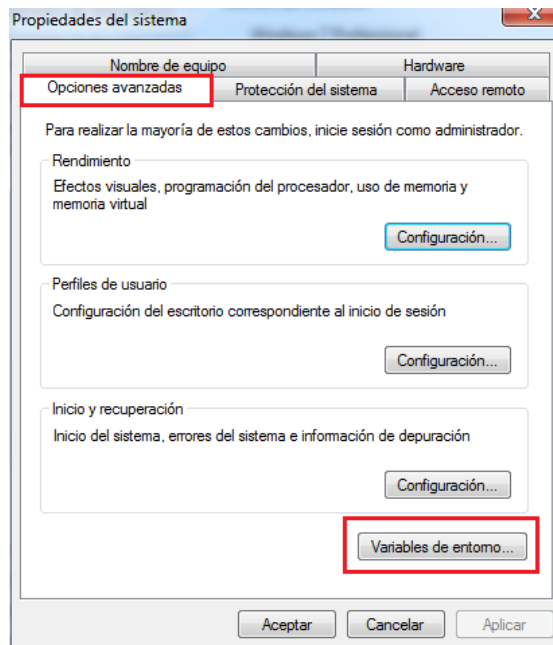 Propiedades del sistema
Nombre de equipo
Hardware
Opciones avanzadas
Protección del sistema
Acceso remoto
Para realizar la mayoría de estos cambios, inicie sesión como administrador.
Rendimiento
Efectos visuales, programación del procesador, uso de memoria y
memoria virtual
Configuración...
Perfiles de usuario
Configuración del escritorio correspondiente al inicio de sesión
Configuración...
Inicio y recuperación
Inicio del sistema, errores del sistema e información de depuración
Configuración...
Variables de entorno...
Aceptar
Cancelar
Aplicar